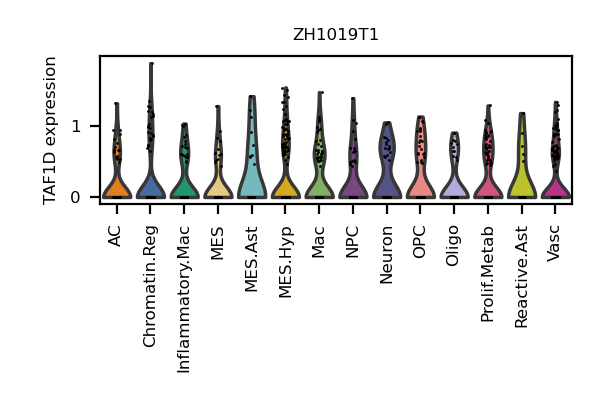 ZH1019T1
TAF1D expression
1
0
AC
Chromatin.Reg
Inflammatory.Mac
MES
MES.Ast
MES.Hyp
Mac
NPC
Neuron
OPC
Oligo
Prolif.Metab
Reactive.Ast
Vasc